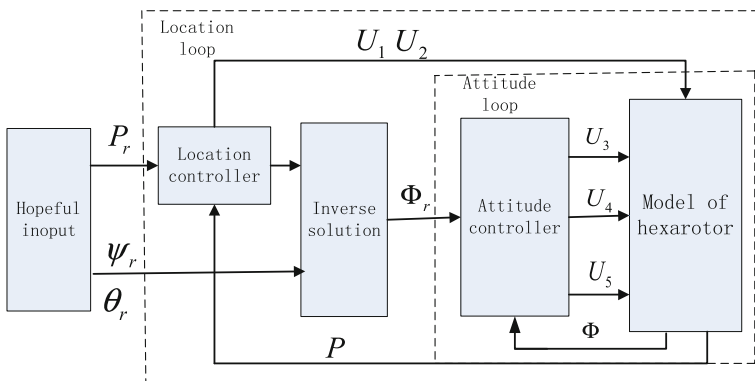 Location
loop
U₁ U₂
Attitude
loop
Pᵣ
Location
controller
Hopeful
inoput
Inverse
solution
Φᵣ
Attitude
controller
U₃
U₄
U₅
Model of
hexarotor
ψᵣ
θᵣ
Φ
P